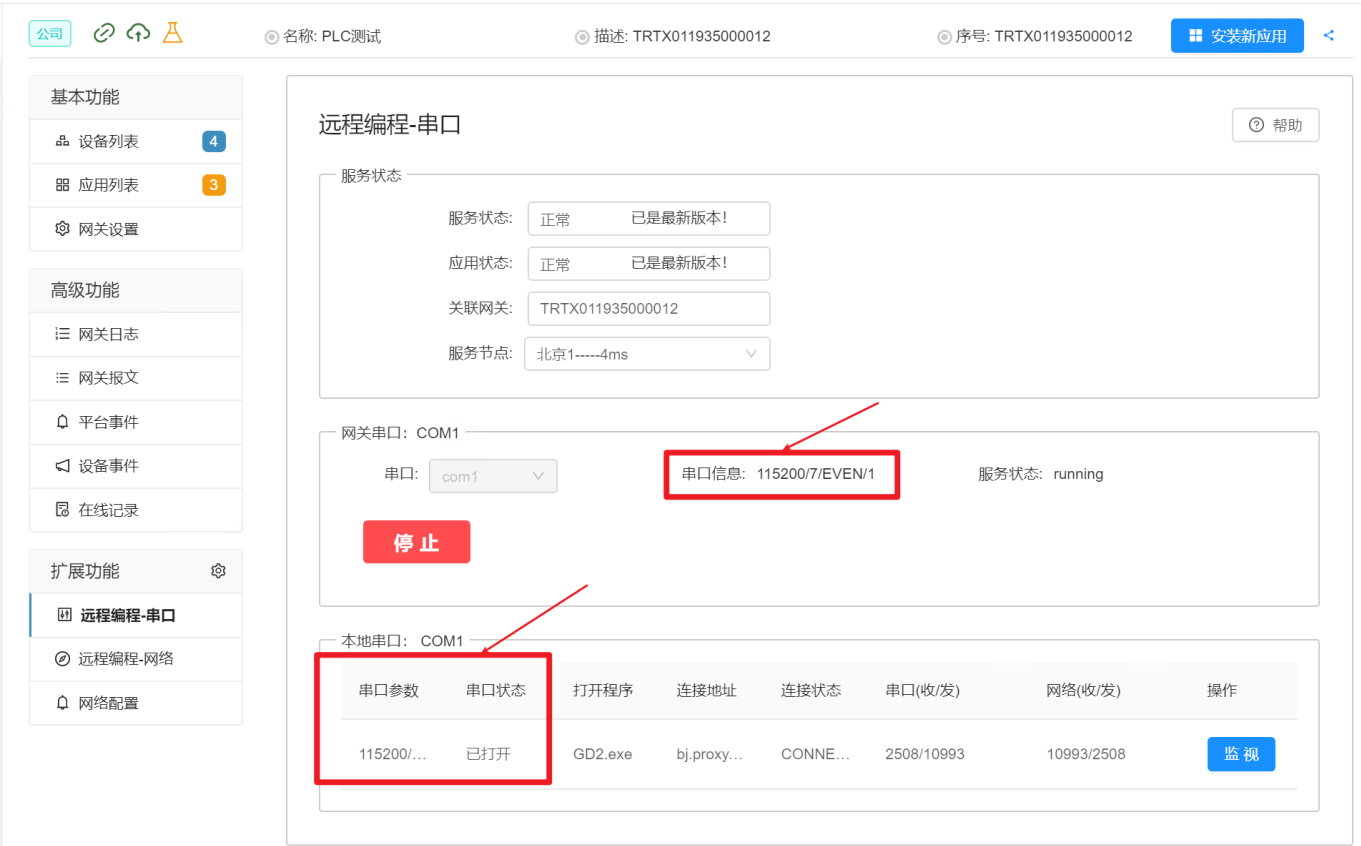 公司 名称: PLC测试 描述: TRTX011935000012 序号: TRTX011935000012 安装新应用
基本功能
设备列表 4
应用列表 3
网关设置
高级功能
网关日志
网关报文
平台事件
设备事件
在线记录
扩展功能
远程编程-串口
远程编程-网络
网络配置
远程编程-串口 帮助
服务状态
服务状态: 正常 已是最新版本!
应用状态: 正常 已是最新版本!
关联网关: TRTX011935000012
服务节点: 北京1-----4ms
网关串口: COM1
串口: com1 串口信息: 115200/7/EVEN/1 服务状态: running
停止
本地串口: COM1
串口参数 串口状态 打开程序 连接地址 连接状态 串口(收/发) 网络(收/发) 操作
115200/... 已打开 GD2.exe bj.proxy... CONNE... 2508/10993 10993/2508 监视